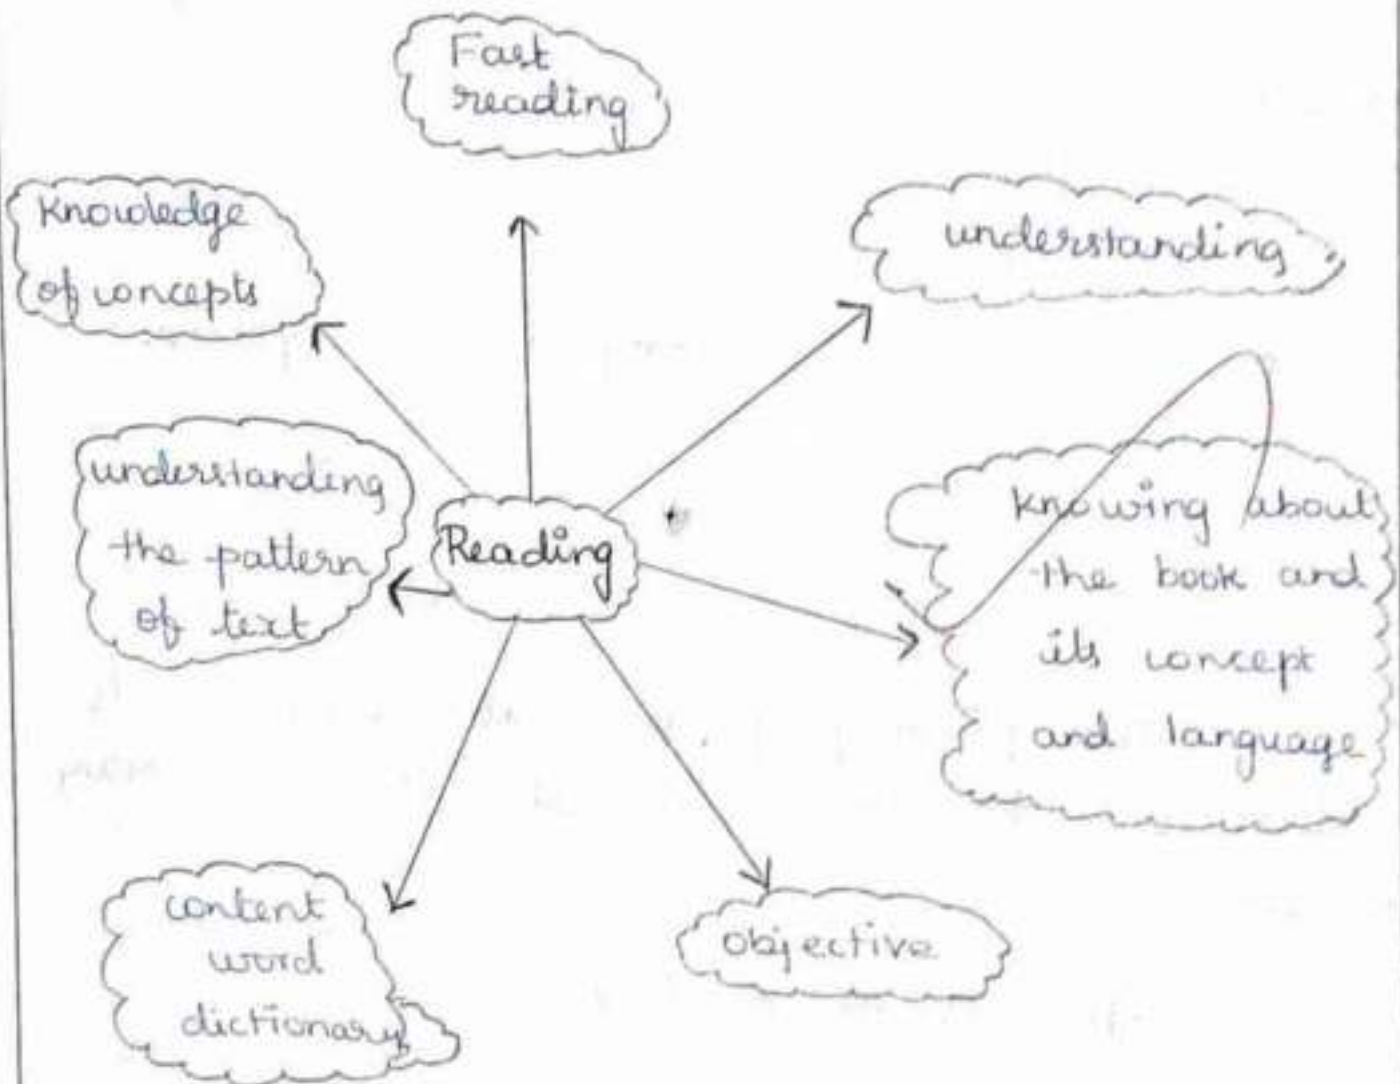 Fast
reading
Knowledge
of concepts
understanding
understanding
the pattern
of text
Reading
knowing about
the book and
its concept
and language
content
word
dictionary
objective